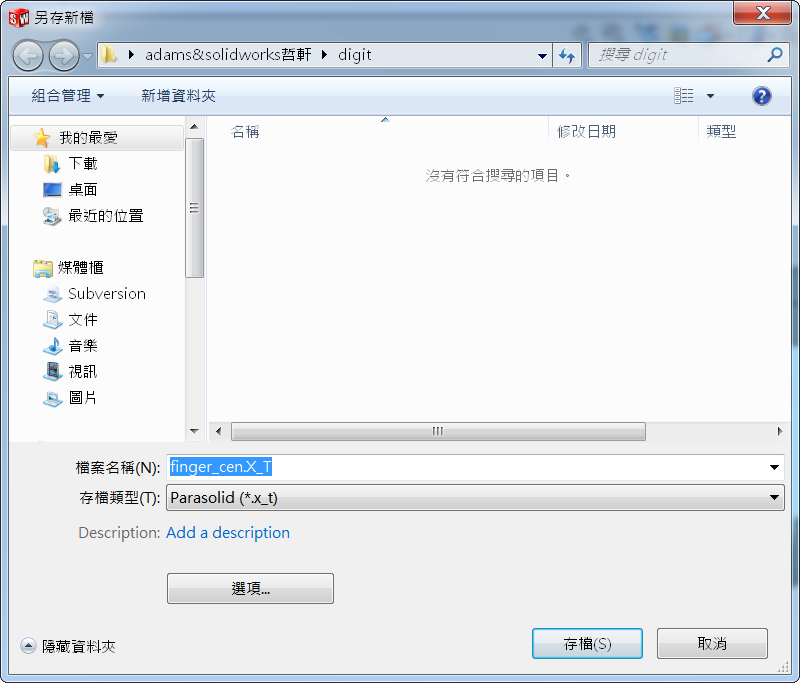 SW 另存新檔
adams&solidworks哲軒 digit 搜尋 digit
組合管理 新增資料夾
我的最愛 名稱 修改日期 類型
下載
沒有符合搜尋的項目。
桌面
最近的位置
媒體櫃
Subversion
文件
音樂
視訊
圖片
檔案名稱(N): finger_cen.X_T
存檔類型(T): Parasolid (*.x_t)
Description: Add a description
選項...
隱藏資料夾 存檔(S) 取消